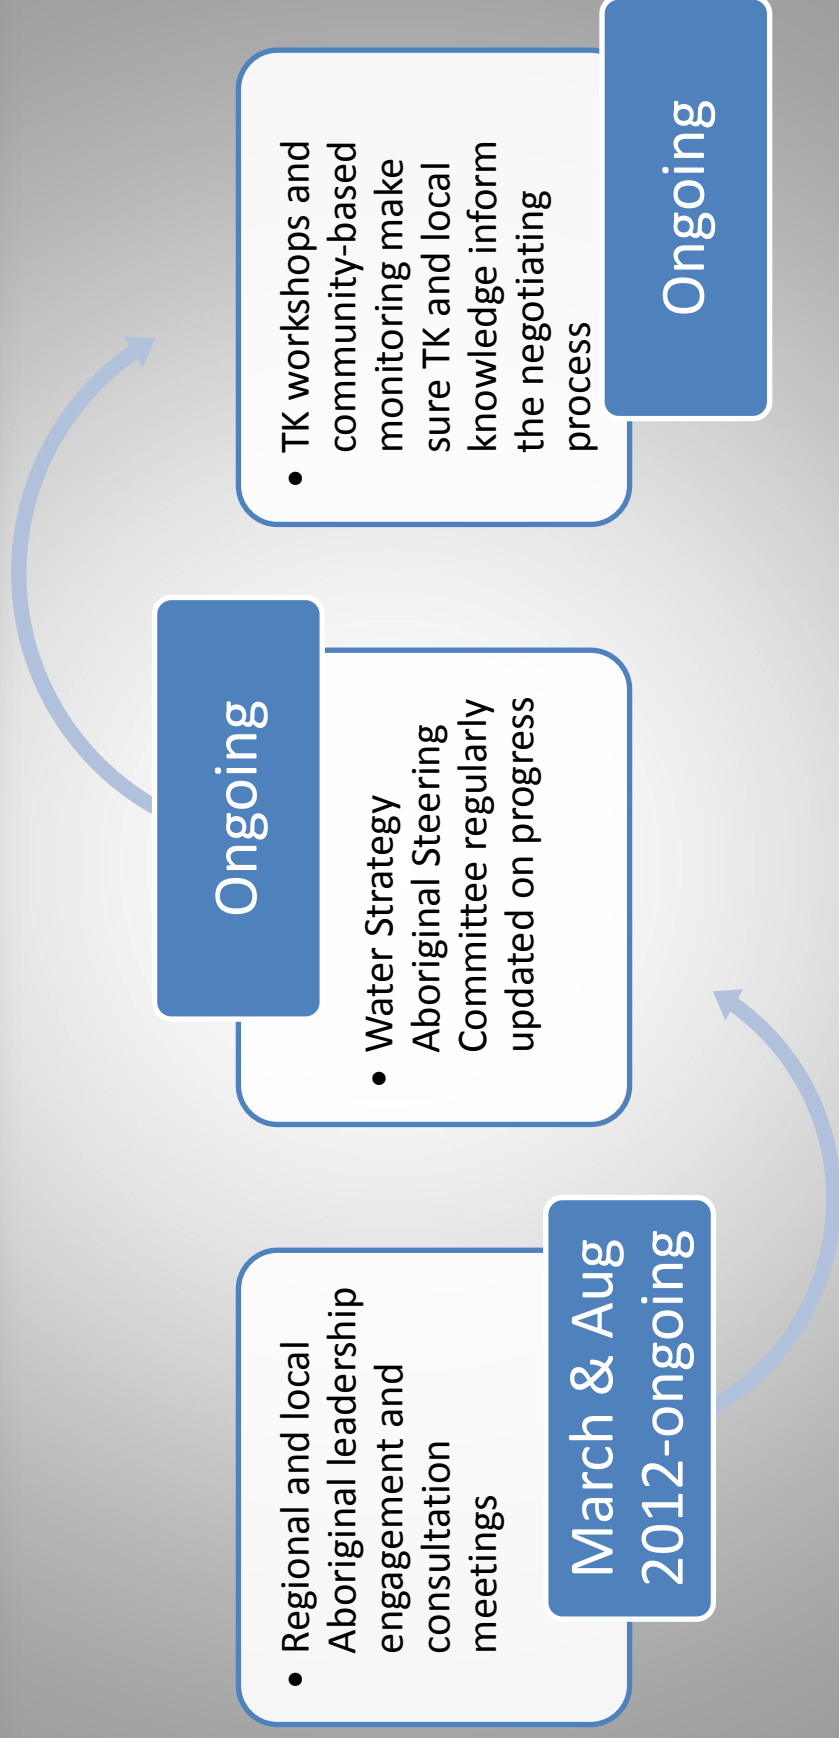 • Regional and local
Aboriginal leadership
engagement and
consultation
meetings
March & Aug
2012-ongoing
Ongoing
• Water Strategy
Aboriginal Steering
Committee regularly
updated on progress
• TK workshops and
community-based
monitoring make
sure TK and local
knowledge inform
the negotiating
process
Ongoing